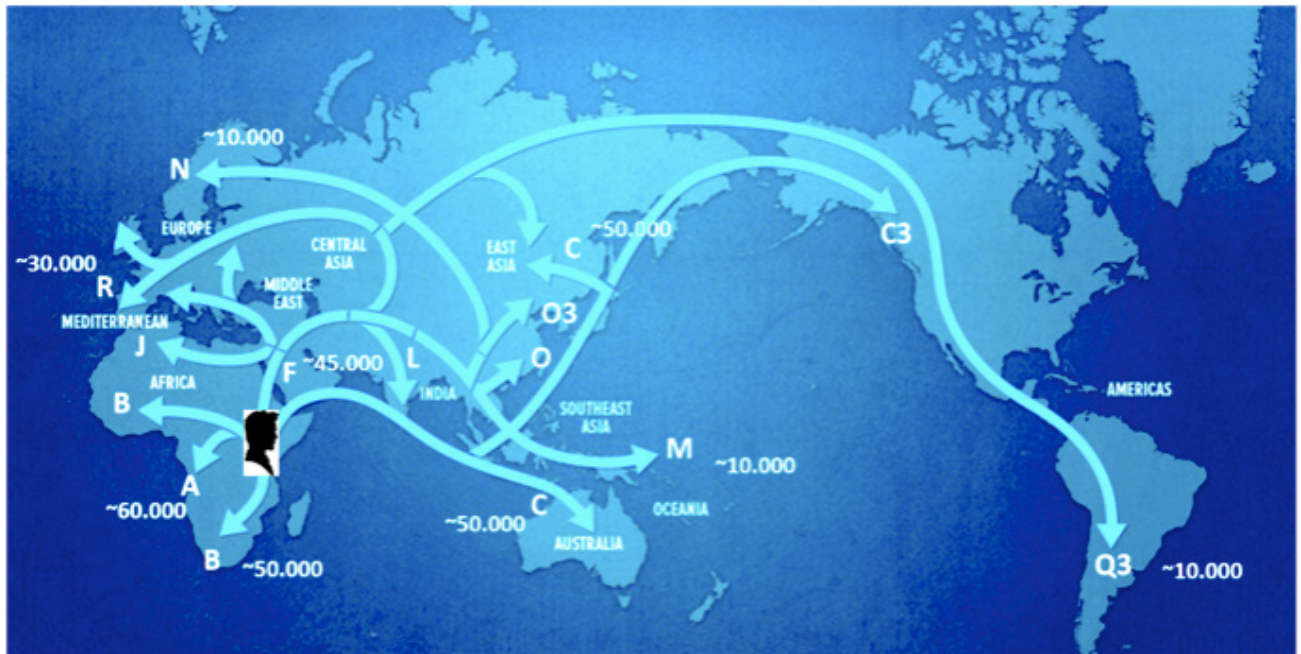 ~10.000
N
EUROPE
~30.000
R
MEDITERRANEAN
J
AFRICA
B
A
~60.000
B
~50.000
CENTRAL
ASIA
MIDDLE
EAST
F
~45.000
L
INDIA
EAST
ASIA
C
~50.000
O3
O
SOUTHEAST
ASIA
M
~10.000
OCEANIA
C
~50.000
AUSTRALIA
C3
AMERICAS
Q3
~10.000